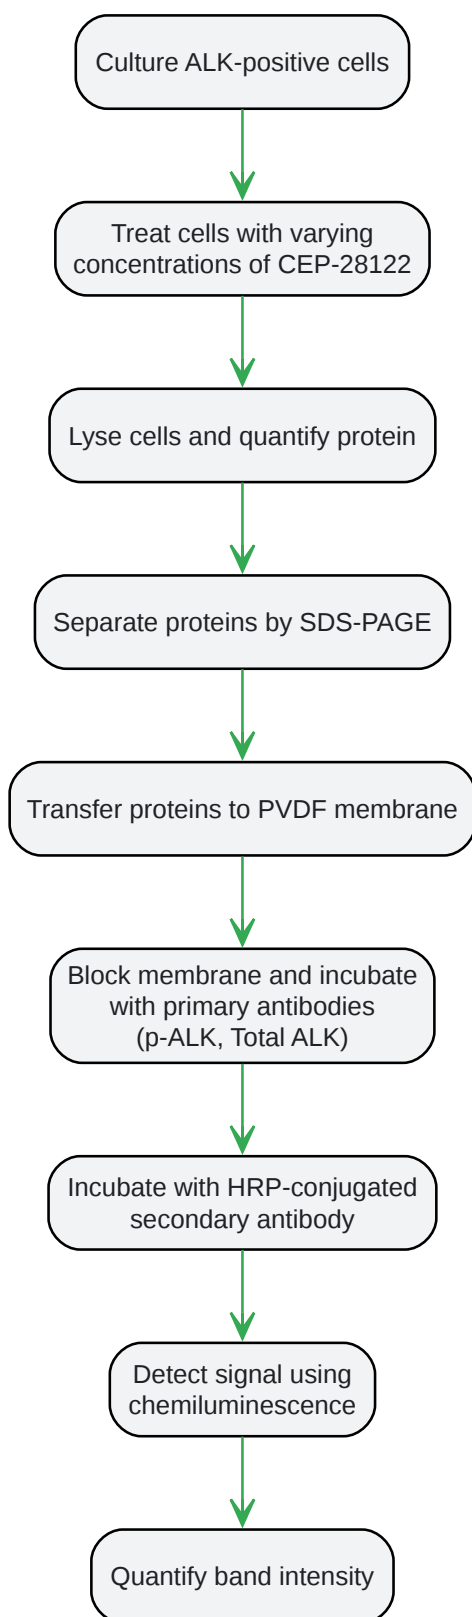 Culture ALK-positive cells
Treat cells with varying
concentrations of CEP-28122
Lyse cells and quantify protein
Separate proteins by SDS-PAGE
Transfer proteins to PVDF membrane
Block membrane and incubate
with primary antibodies
(p-ALK, Total ALK)
Incubate with HRP-conjugated
secondary antibody
Detect signal using
chemiluminescence
Quantify band intensity